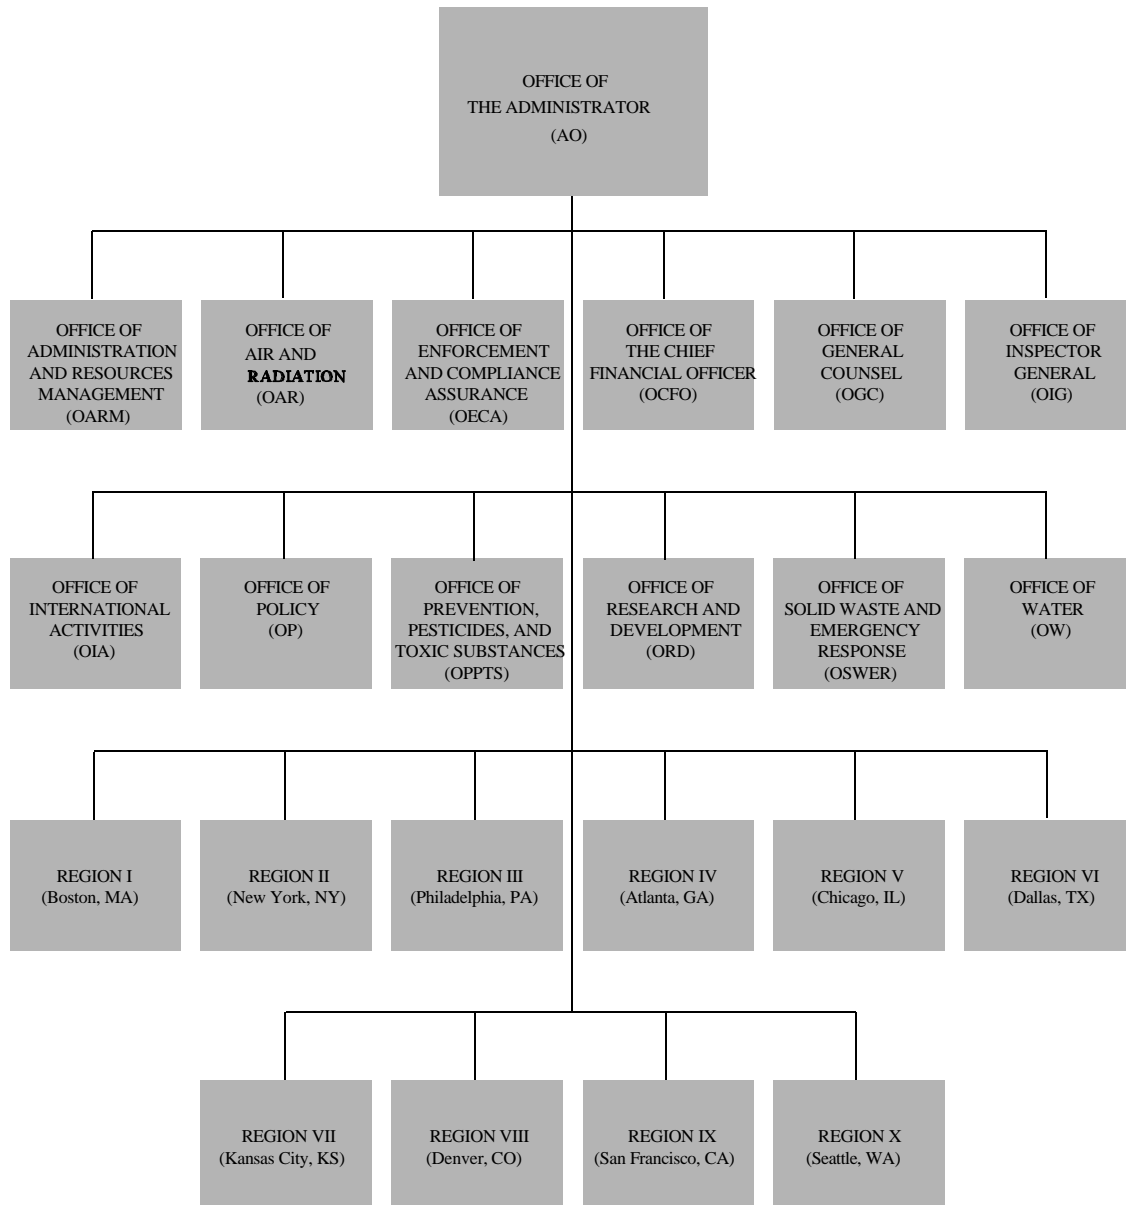 OFFICE OF
THE ADMINISTRATOR
(AO)
OFFICE OF
ADMINISTRATION
AND RESOURCES
MANAGEMENT
(OARM)
OFFICE OF
AIR AND
RADIATION
(OAR)
OFFICE OF
ENFORCEMENT
AND COMPLIANCE
ASSURANCE
(OECA)
OFFICE OF
THE CHIEF
FINANCIAL OFFICER
(OCFO)
OFFICE OF
GENERAL
COUNSEL
(OGC)
OFFICE OF
INSPECTOR
GENERAL
(OIG)
OFFICE OF
INTERNATIONAL
ACTIVITIES
(OIA)
OFFICE OF
POLICY
(OP)
OFFICE OF
PREVENTION,
PESTICIDES, AND
TOXIC SUBSTANCES
(OPPTS)
OFFICE OF
RESEARCH AND
DEVELOPMENT
(ORD)
OFFICE OF
SOLID WASTE AND
EMERGENCY
RESPONSE
(OSWER)
OFFICE OF
WATER
(OW)
REGION I
(Boston, MA)
REGION II
(New York, NY)
REGION III
(Philadelphia, PA)
REGION IV
(Atlanta, GA)
REGION V
(Chicago, IL)
REGION VI
(Dallas, TX)
REGION VII
(Kansas City, KS)
REGION VIII
(Denver, CO)
REGION IX
(San Francisco, CA)
REGION X
(Seattle, WA)